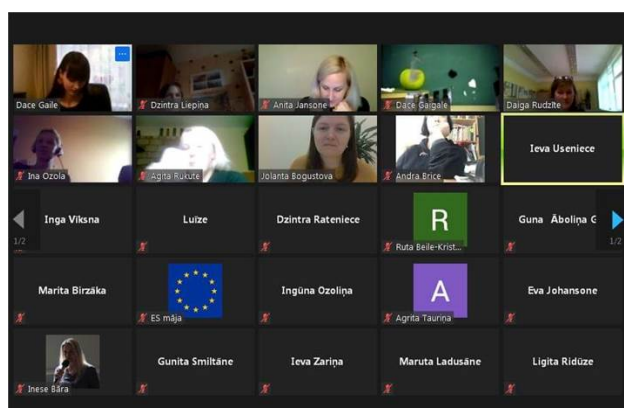 Dace Gaile
Dzintra Liepiņa
Anita Jansone
Dace Gaigale
Daiga Rudzīte
Ina Ozola
Agita Rukute
Jolanta Bogustova
Andra Brice
Ieva Useniece
1/2
Inga Vīksna
Luīze
Dzintra Rateniece
R
Ruta Beile-Krist...
Guna Āboliņa G
1/2
Marita Birzāka
ES māja
Ingūna Ozoliņa
A
Agrita Tauriņa
Eva Johansone
Inese Bāra
Gunita Smiltāne
Ieva Zariņa
Maruta Ladusāne
Ligita Ridūze